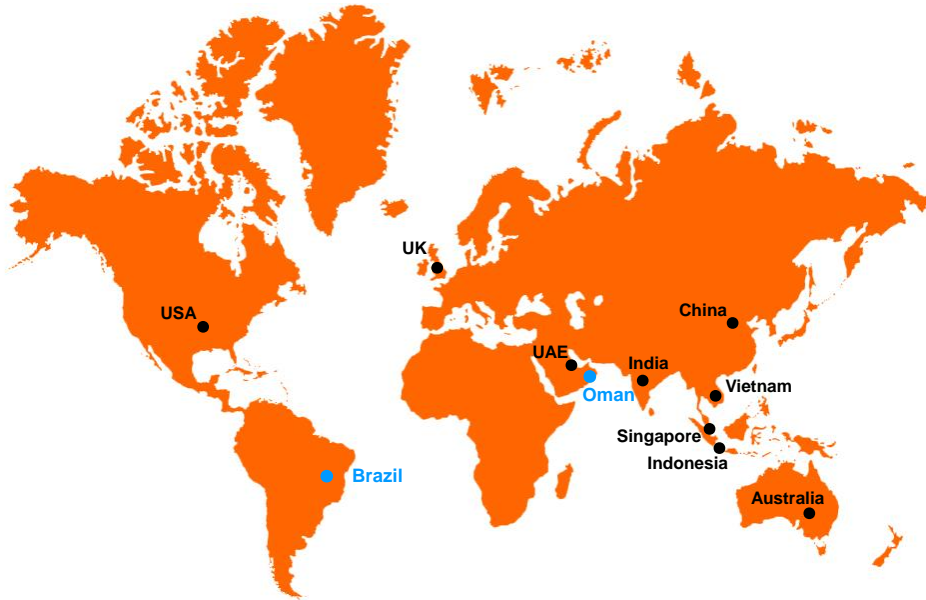 UK
USA
China
UAE
India
Oman
Vietnam
Singapore
Indonesia
Brazil
Australia